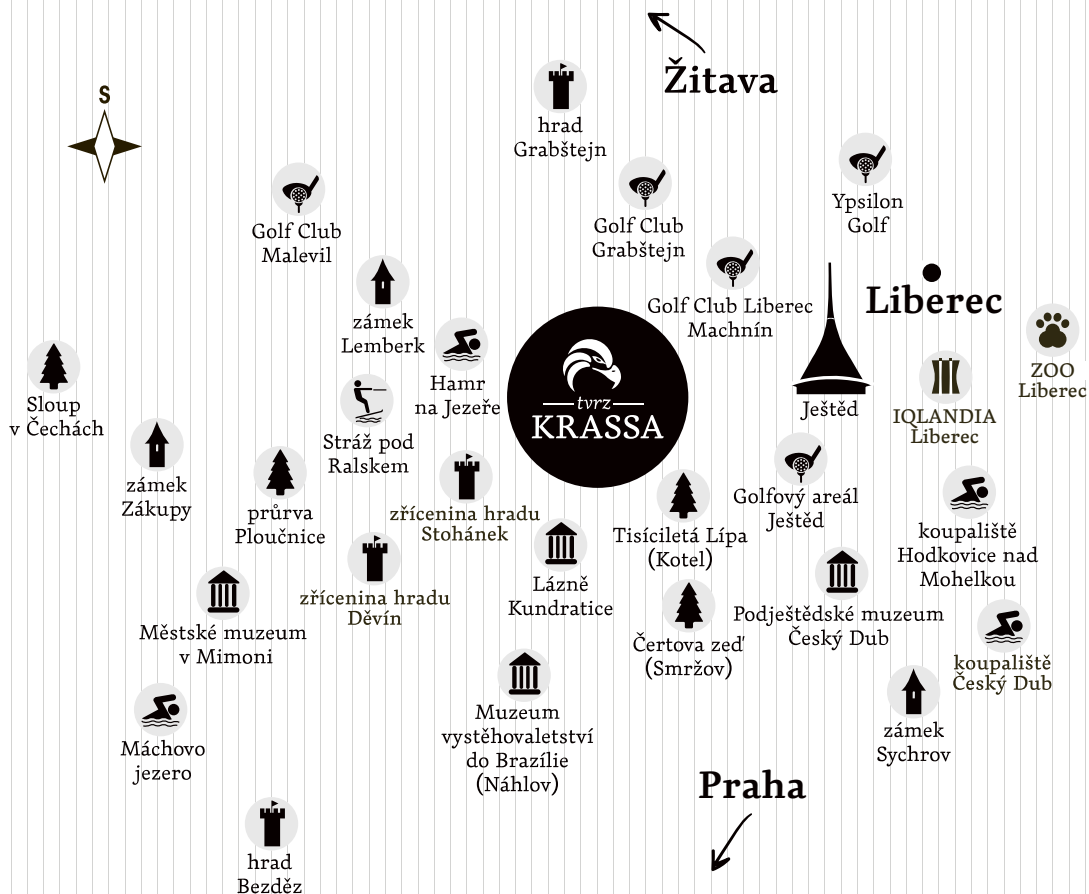 Žitava
S
hrad
Grabštejn
Ypsilon
Golf
Golf Club
Malevil
Golf Club
Grabštejn
Liberec
Golf Club Liberec
Machnín
zámek
Lemberk
Hamr
na Jezeře
ZOO
Liberec
Sloup
v Čechách
tvrz
KRASSA
Ještěd
IQLANDIA
Liberec
Stráž pod
Ralskem
zámek
Zákupy
průrva
Ploučnice
zřícenina hradu
Stohánek
Golfový areál
Ještěd
Tisíciletá Lípa
(Kotel)
koupaliště
Hodkovice nad
Mohelkou
Lázně
Kundratice
zřícenina hradu
Děvín
Podještědské muzeum
Český Dub
Městské muzeum
v Mimoni
Čertova zeď
(Smržov)
koupaliště
Český Dub
Muzeum
vystěhovaletství
do Brazílie
(Náhlov)
zámek
Sychrov
Máchovo
jezero
Praha
hrad
Bezděz